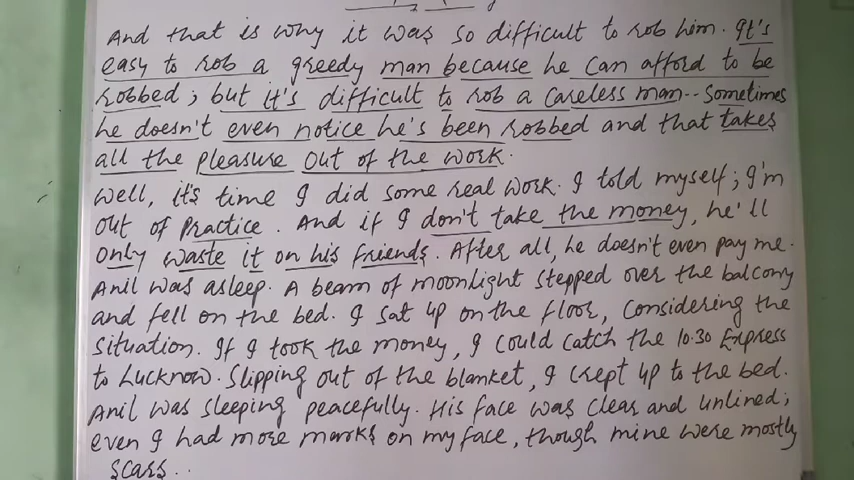 And that is why it was so difficult to rob him. It's
easy to rob a greedy man because he can afford to be
robbed; but it's difficult to rob a careless man-- Sometimes
he doesn't even notice he's been robbed and that takes
all the pleasure out of the work.
Well, it's time I did some real work. I told myself; I'm
out of practice. And if I don't take the money, he'll
only waste it on his friends. After all, he doesn't even pay me.
Anil was asleep. A beam of moonlight stepped over the balcony
and fell on the bed. I sat up on the floor, considering the
situation. If I took the money, I could catch the 10.30 Express
to Lucknow. Slipping out of the blanket, I crept up to the bed.
Anil was sleeping peacefully. His face was clear and unlined;
even I had more marks on my face, though mine were mostly
scars..